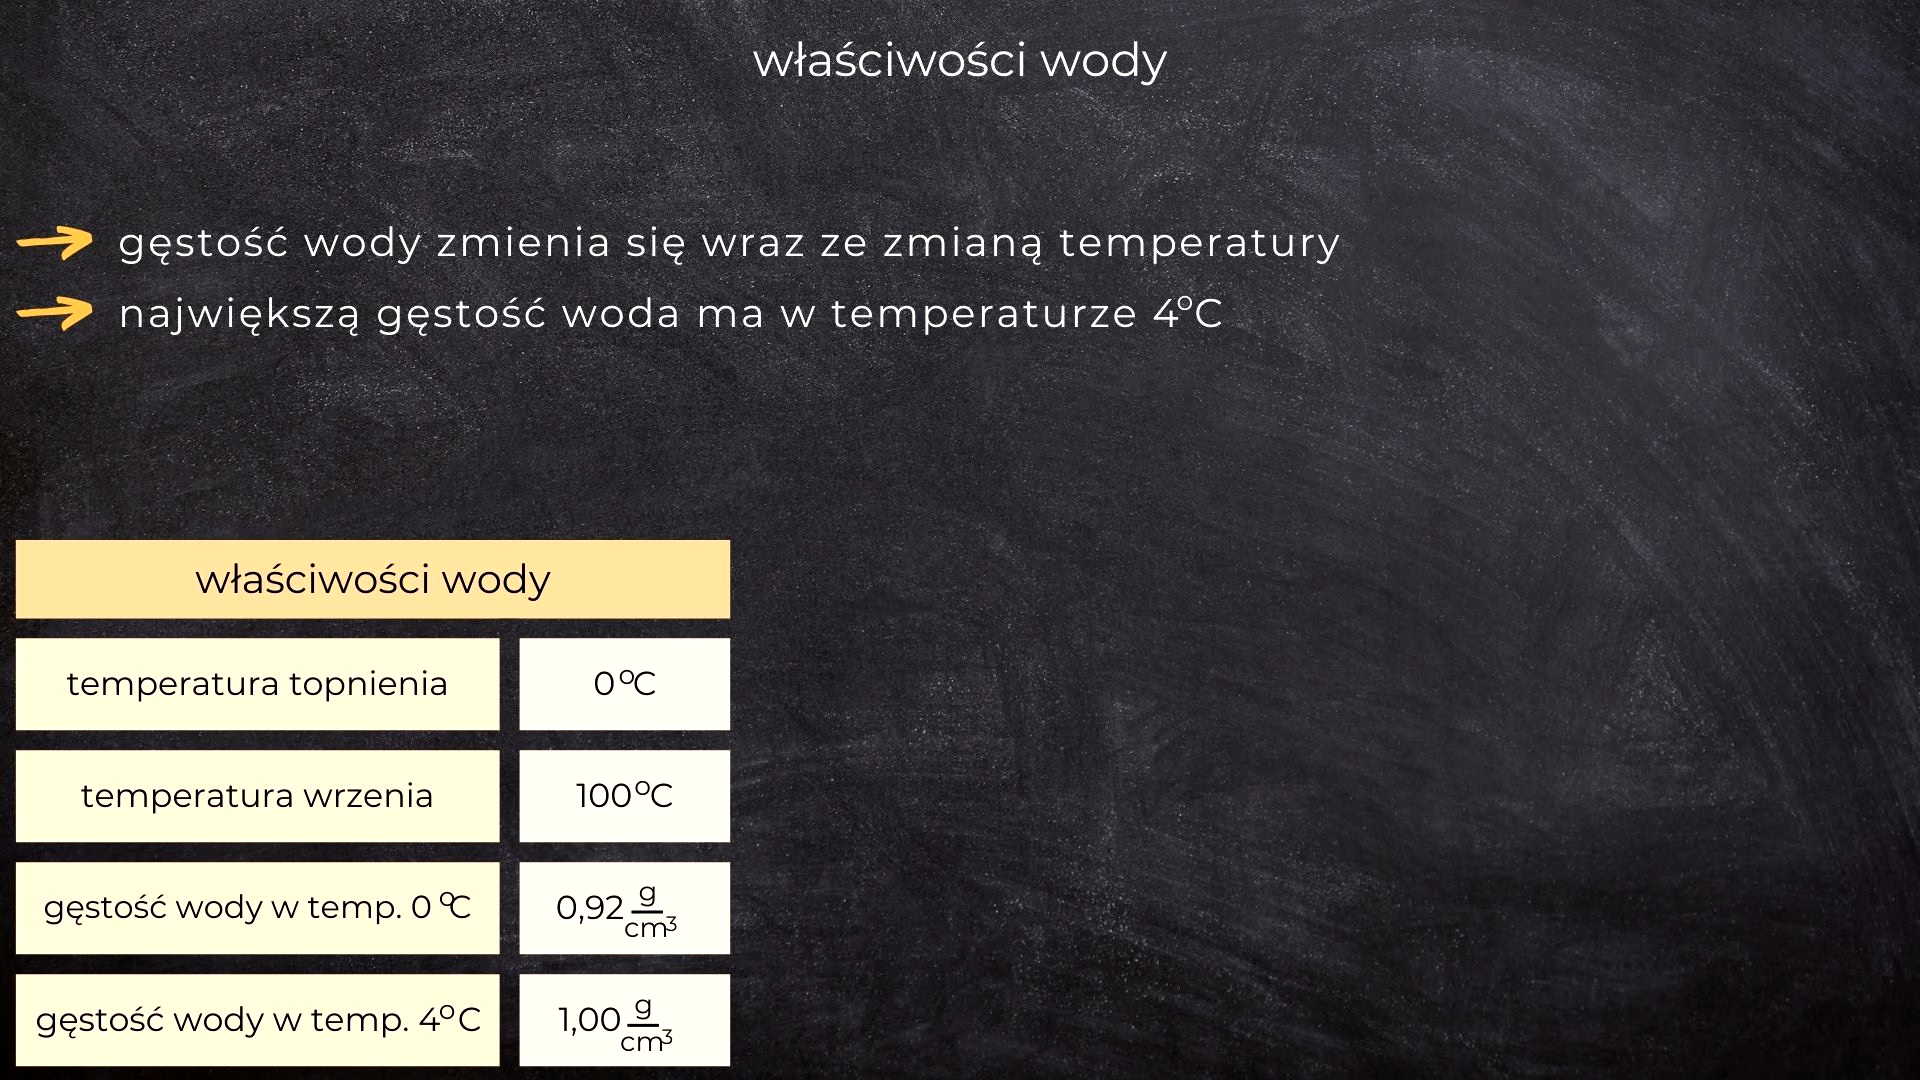 właściwości wody
gęstość wody zmienia się wraz ze zmianą temperatury
największą gęstość woda ma w temperaturze 4°C
właściwości wody
temperatura topnienia 0°C
temperatura wrzenia 100°C
gęstość wody w temp. 0 °C 0,92 g/cm³
gęstość wody w temp. 4°C 1,00 g/cm³